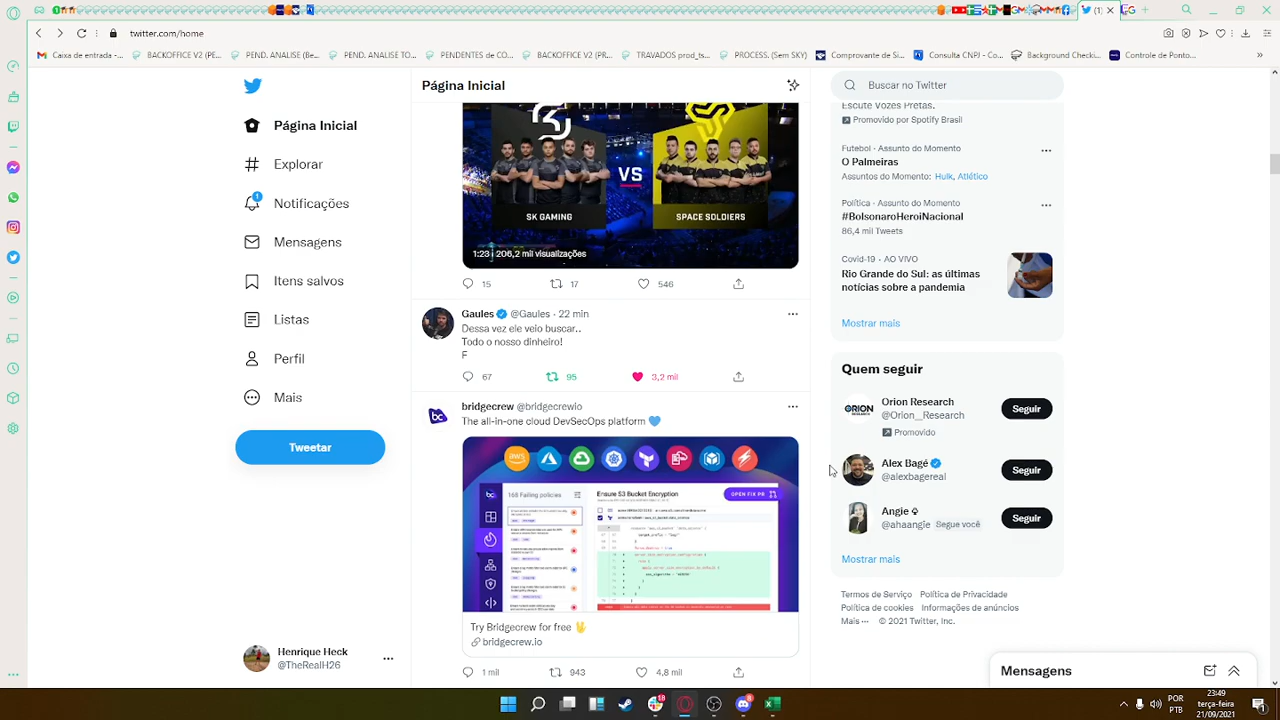 twitter.com/home
Caixa de entrada -...
BACKOFFICE V2 (PR...
PEND. ANALISE (Be...
PEND. ANALISE TO...
PENDENTES de CO...
BACKOFFICE V2 (PR...
TRAVADOS prod_ts...
PROCESS. (Sem SKY)
Comprovante de Si...
Consulta CNPJ - Co...
Background Checki...
Controle de Ponto...
Página Inicial
Explorar
Notificações
1
Mensagens
Itens salvos
Listas
Perfil
Mais
Tweetar
Henrique Heck
@TheRealH26
Página Inicial
VS
SK GAMING
SPACE SOLDIERS
1:23 | 206,2 mil visualizações
15 17 546
Gaules @Gaules · 22 min
Dessa vez ele veio buscar..
Todo o nosso dinheiro!
F
67 95 3,2 mil
bridgecrew @bridgecrewio
The all-in-one cloud DevSecOps platform
aws
bc
168 Failing policies
Ensure S3 Bucket Encryption
OPEN FIX PR
Try Bridgecrew for free
bridgecrew.io
1 mil 943 4,8 mil
Buscar no Twitter
Escute Vozes Pretas.
Promovido por Spotify Brasil
Futebol · Assunto do Momento
O Palmeiras
Assuntos do Momento: Hulk, Atlético
Política · Assunto do Momento
#BolsonaroHeroiNacional
86,4 mil Tweets
Covid-19 · AO VIVO
Rio Grande do Sul: as últimas
notícias sobre a pandemia
Mostrar mais
Quem seguir
Orion Research
@Orion__Research
Promovido
Seguir
Alex Bagé
@alexbagereal
Seguir
Angie
@ahaangie Segue você
Seguir
Mostrar mais
Termos de Serviço Política de Privacidade
Política de cookies Informações de anúncios
Mais ··· © 2021 Twitter, Inc.
Mensagens
18
POR
PTB
23:49
terça-feira
21/09/2021